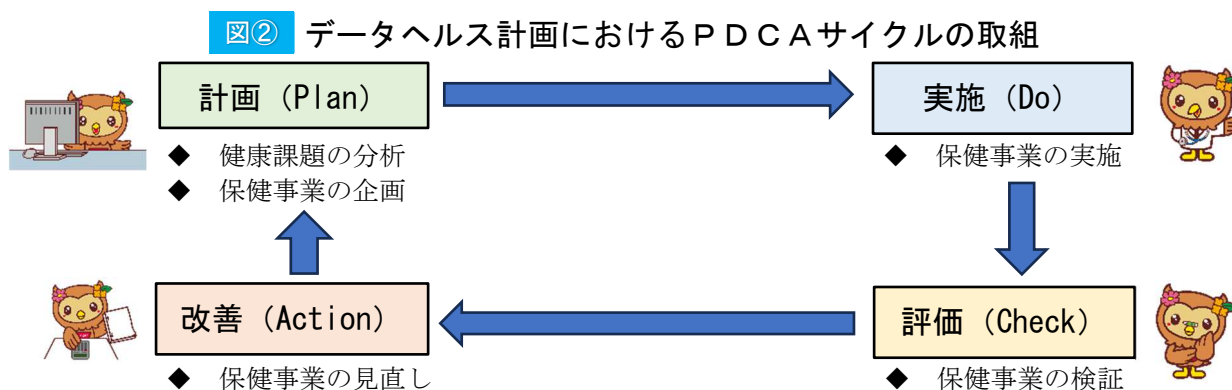 図② データヘルス計画におけるPDCAサイクルの取組
計画（Plan）
◆ 健康課題の分析
◆ 保健事業の企画
実施（Do）
◆ 保健事業の実施
評価（Check）
◆ 保健事業の検証
改善（Action）
◆ 保健事業の見直し